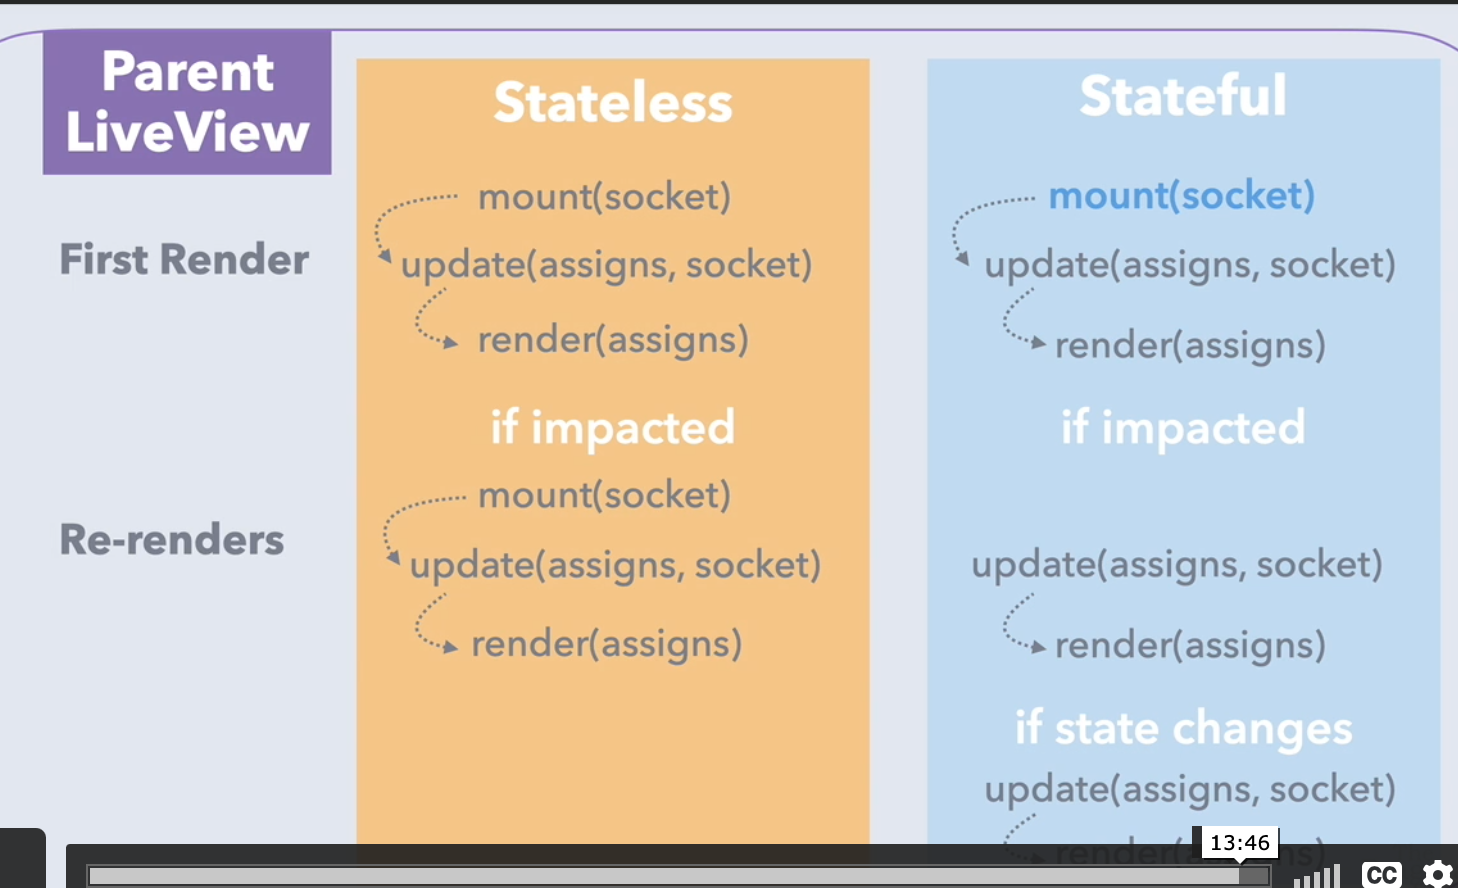 Parent
LiveView
Stateless
mount(socket)
First Render
update(assigns, socket)
render(assigns)
if impacted
mount(socket)
Re-renders
update(assigns, socket)
render(assigns)
Stateful
mount(socket)
update(assigns, socket)
render(assigns)
if impacted
update(assigns, socket)
render(assigns)
if state changes
update(assigns, socket)
render(assigns)
13:46
CC